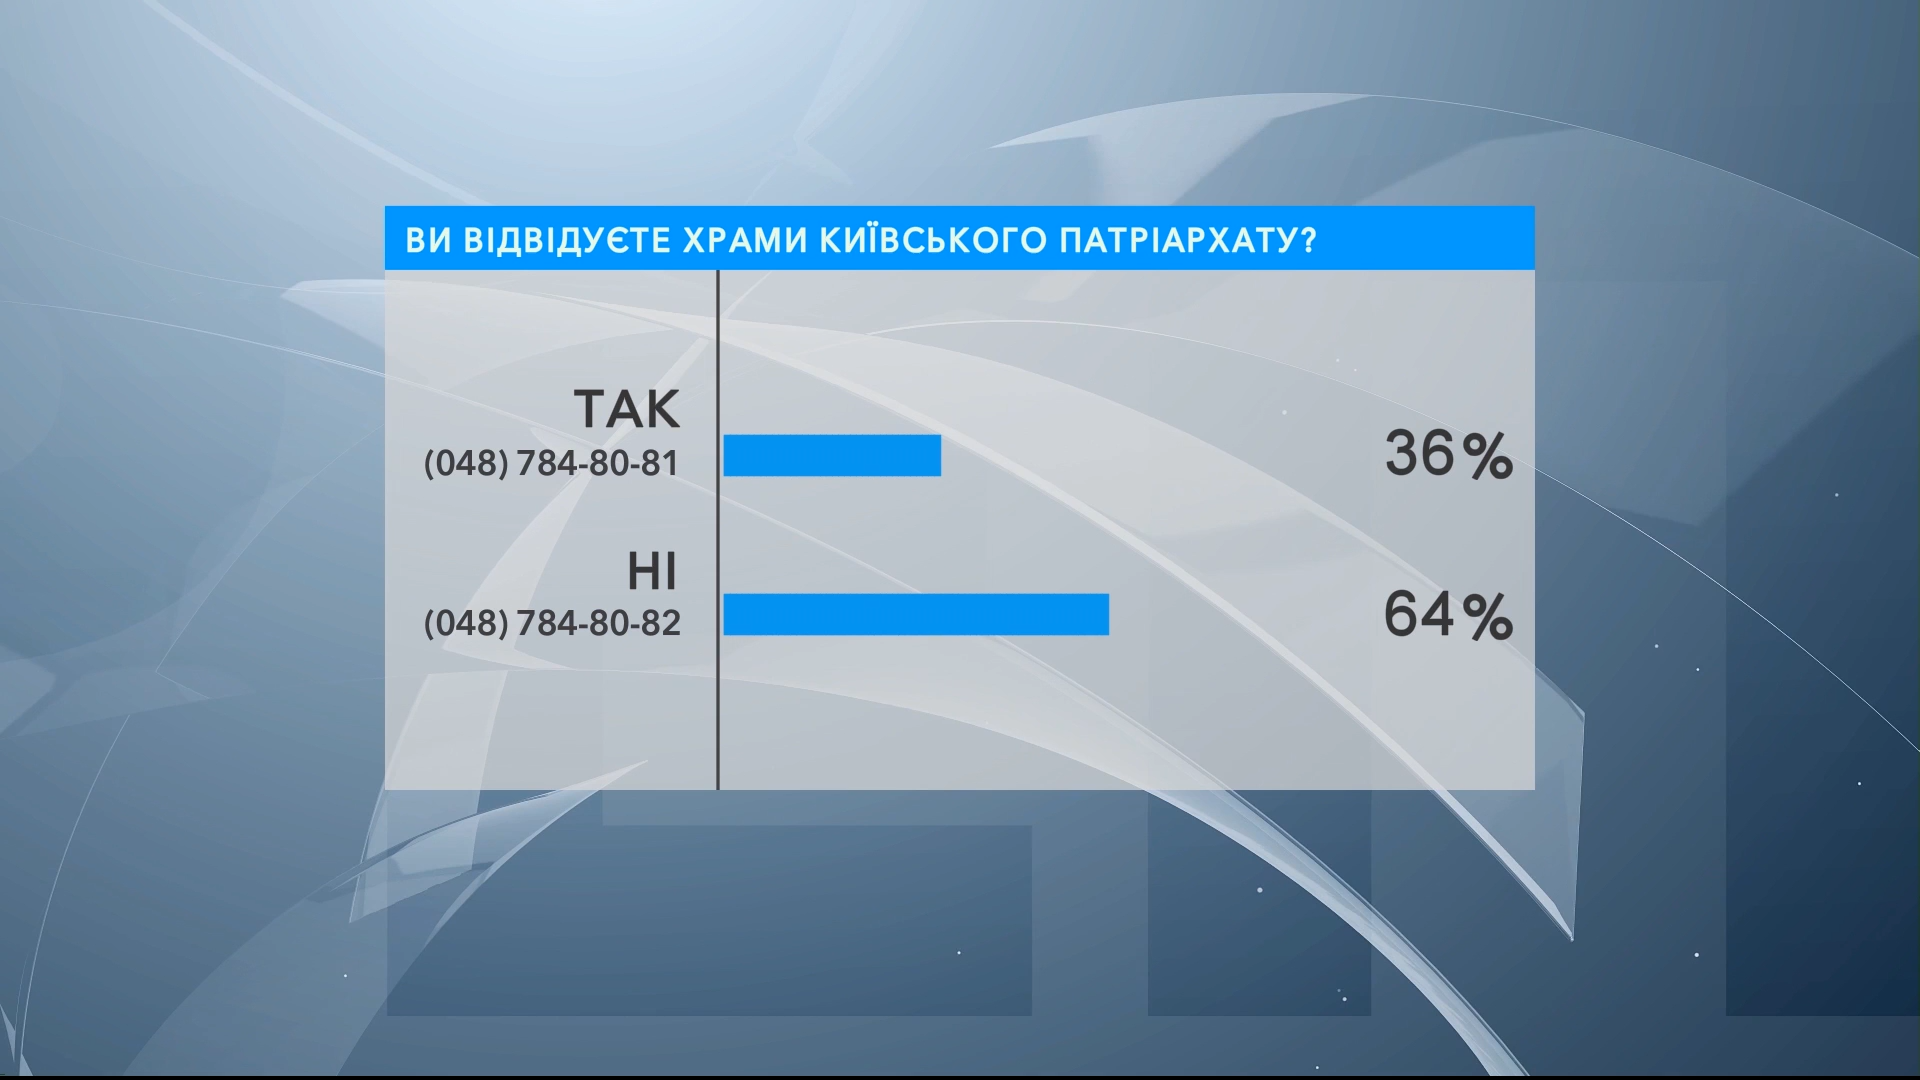 ВИ ВІДВІДУЄТЕ ХРАМИ КИЇВСЬКОГО ПАТРІАРХАТУ?
ТАК
(048) 784-80-81
36%
НІ
(048) 784-80-82
64%